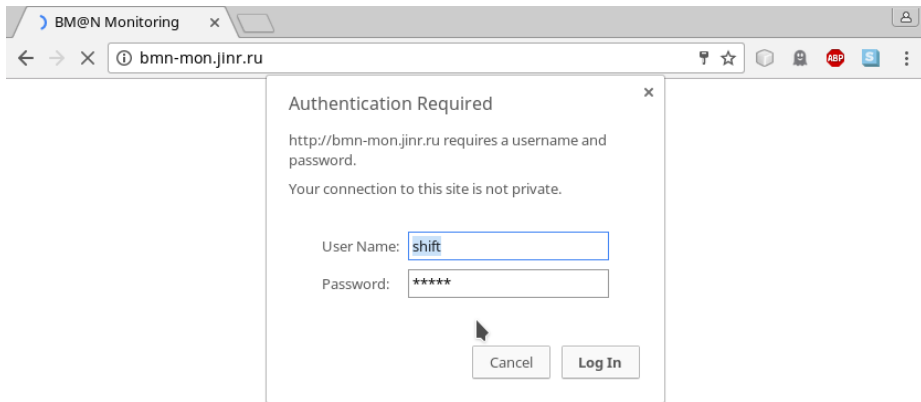 BM@N Monitoring
bmn-mon.jinr.ru
ABP
S
Authentication Required
http://bmn-mon.jinr.ru requires a username and
password.
Your connection to this site is not private.
User Name: shift
Password: *****
Cancel Log In